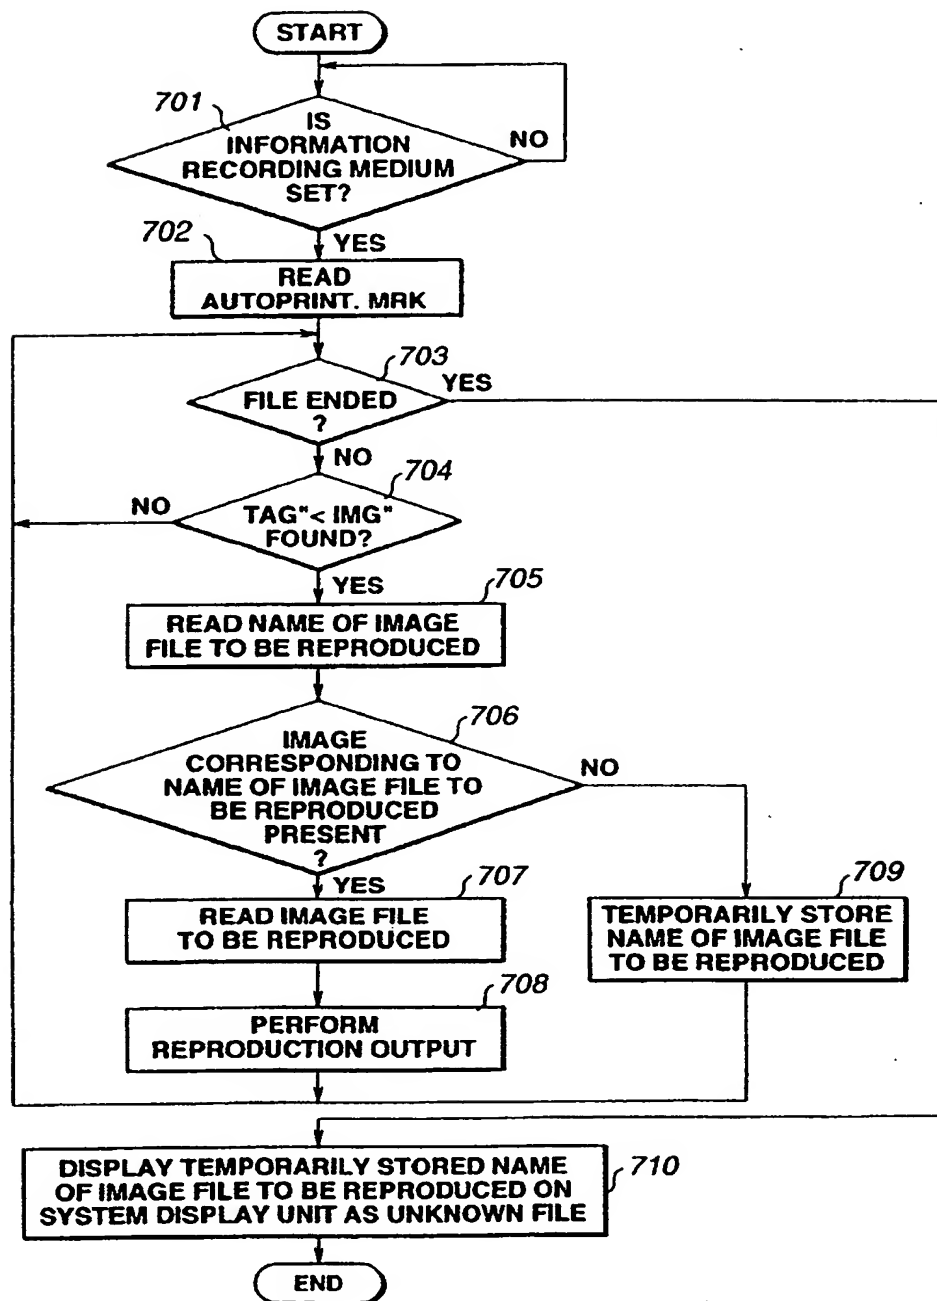 START
701
IS
INFORMATION
RECORDING MEDIUM
SET?
NO
YES
702
READ
AUTOPRINT. MRK
703
FILE ENDED
?
YES
NO
704
TAG"< IMG"
FOUND?
NO
YES
705
READ NAME OF IMAGE
FILE TO BE REPRODUCED
706
IMAGE
CORRESPONDING TO
NAME OF IMAGE FILE TO
BE REPRODUCED
PRESENT
?
NO
YES
707
READ IMAGE FILE
TO BE REPRODUCED
709
TEMPORARILY STORE
NAME OF IMAGE FILE
TO BE REPRODUCED
708
PERFORM
REPRODUCTION OUTPUT
DISPLAY TEMPORARILY STORED NAME
OF IMAGE FILE TO BE REPRODUCED ON
SYSTEM DISPLAY UNIT AS UNKNOWN FILE
710
END